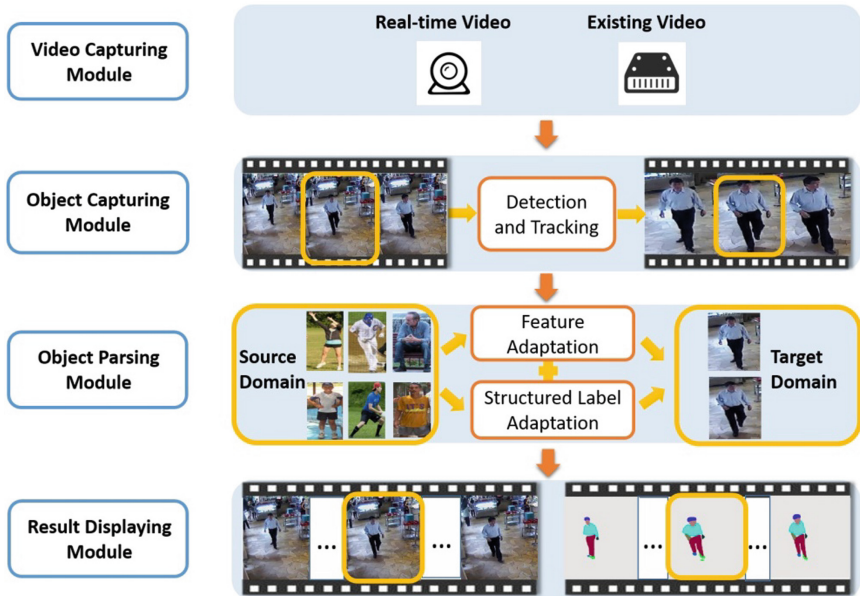 Video Capturing
Module
Real-time Video
Existing Video
Object Capturing
Module
Detection
and Tracking
Object Parsing
Module
Source
Domain
Feature
Adaptation
Structured Label
Adaptation
Target
Domain
Result Displaying
Module
...
...
...
...